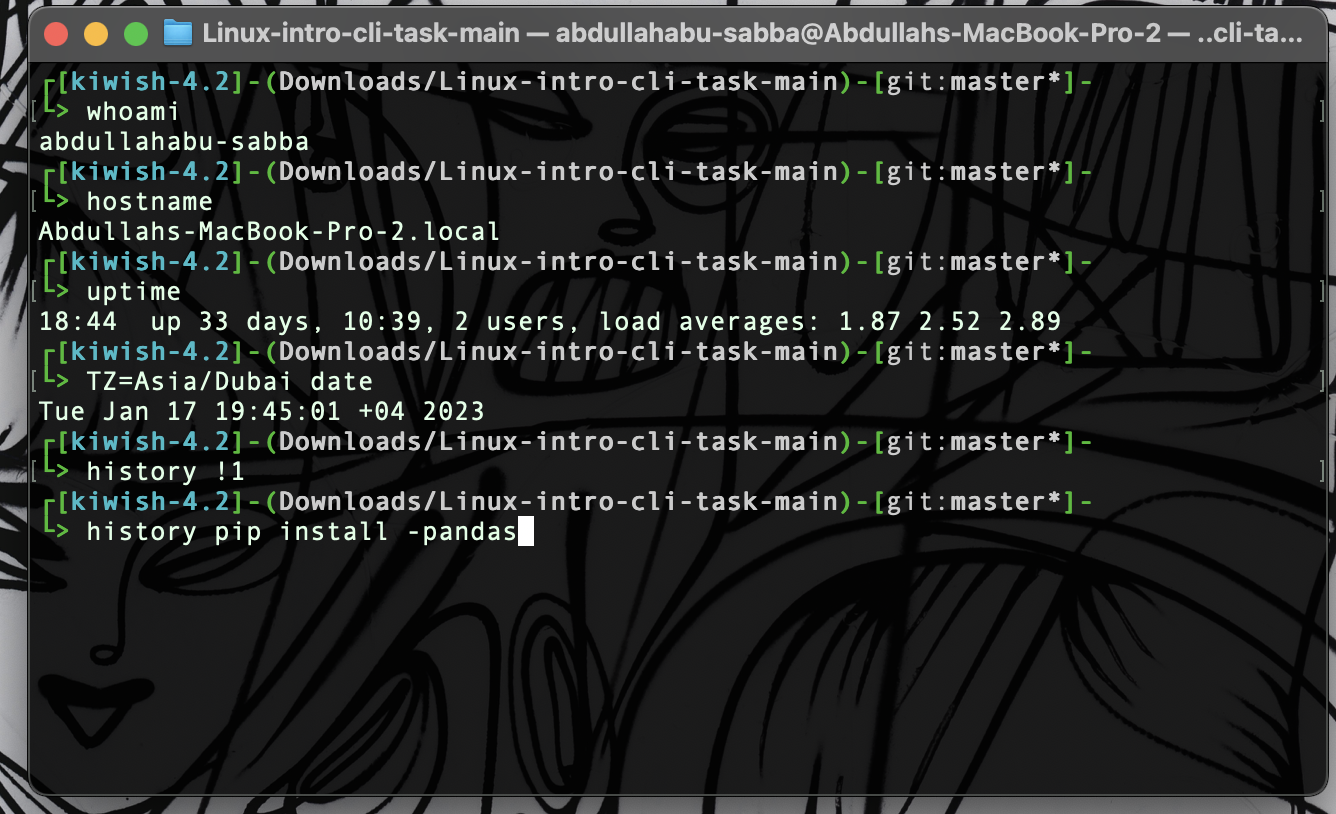 Linux-intro-cli-task-main — abdullahabu-sabba@Abdullahs-MacBook-Pro-2 — ..cli-ta...
┌[kiwish-4.2]-(Downloads/Linux-intro-cli-task-main)-[git:master*]-
[└> whoami ]
abdullahabu-sabba
┌[kiwish-4.2]-(Downloads/Linux-intro-cli-task-main)-[git:master*]-
[└> hostname ]
Abdullahs-MacBook-Pro-2.local
┌[kiwish-4.2]-(Downloads/Linux-intro-cli-task-main)-[git:master*]-
[└> uptime ]
18:44  up 33 days, 10:39, 2 users, load averages: 1.87 2.52 2.89
┌[kiwish-4.2]-(Downloads/Linux-intro-cli-task-main)-[git:master*]-
[└> TZ=Asia/Dubai date ]
Tue Jan 17 19:45:01 +04 2023
┌[kiwish-4.2]-(Downloads/Linux-intro-cli-task-main)-[git:master*]-
[└> history !1 ]
┌[kiwish-4.2]-(Downloads/Linux-intro-cli-task-main)-[git:master*]-
└> history pip install -pandas